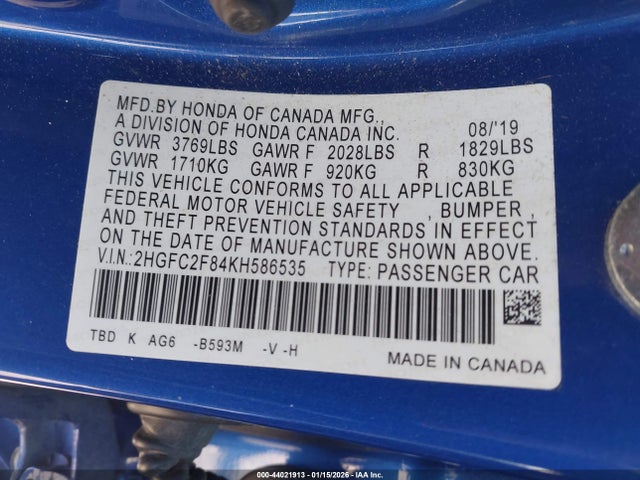 MFD.BY HONDA OF CANADA MFG.,
A DIVISION OF HONDA CANADA INC. 08/'19
GVWR 3769LBS GAWR F 2028LBS R 1829LBS
GVWR 1710KG GAWR F 920KG R 830KG
THIS VEHICLE CONFORMS TO ALL APPLICABLE
FEDERAL MOTOR VEHICLE SAFETY , BUMPER,
AND THEFT PREVENTION STANDARDS IN EFFECT
ON THE DATE OF MANUFACTURE SHOWN ABOVE.
V.I.N.: 2HGFC2F84KH586535 TYPE: PASSENGER CAR
TBD K AG6 -B593M -V -H
MADE IN CANADA
000-44021913 - 01/15/2026 - IAA Inc.